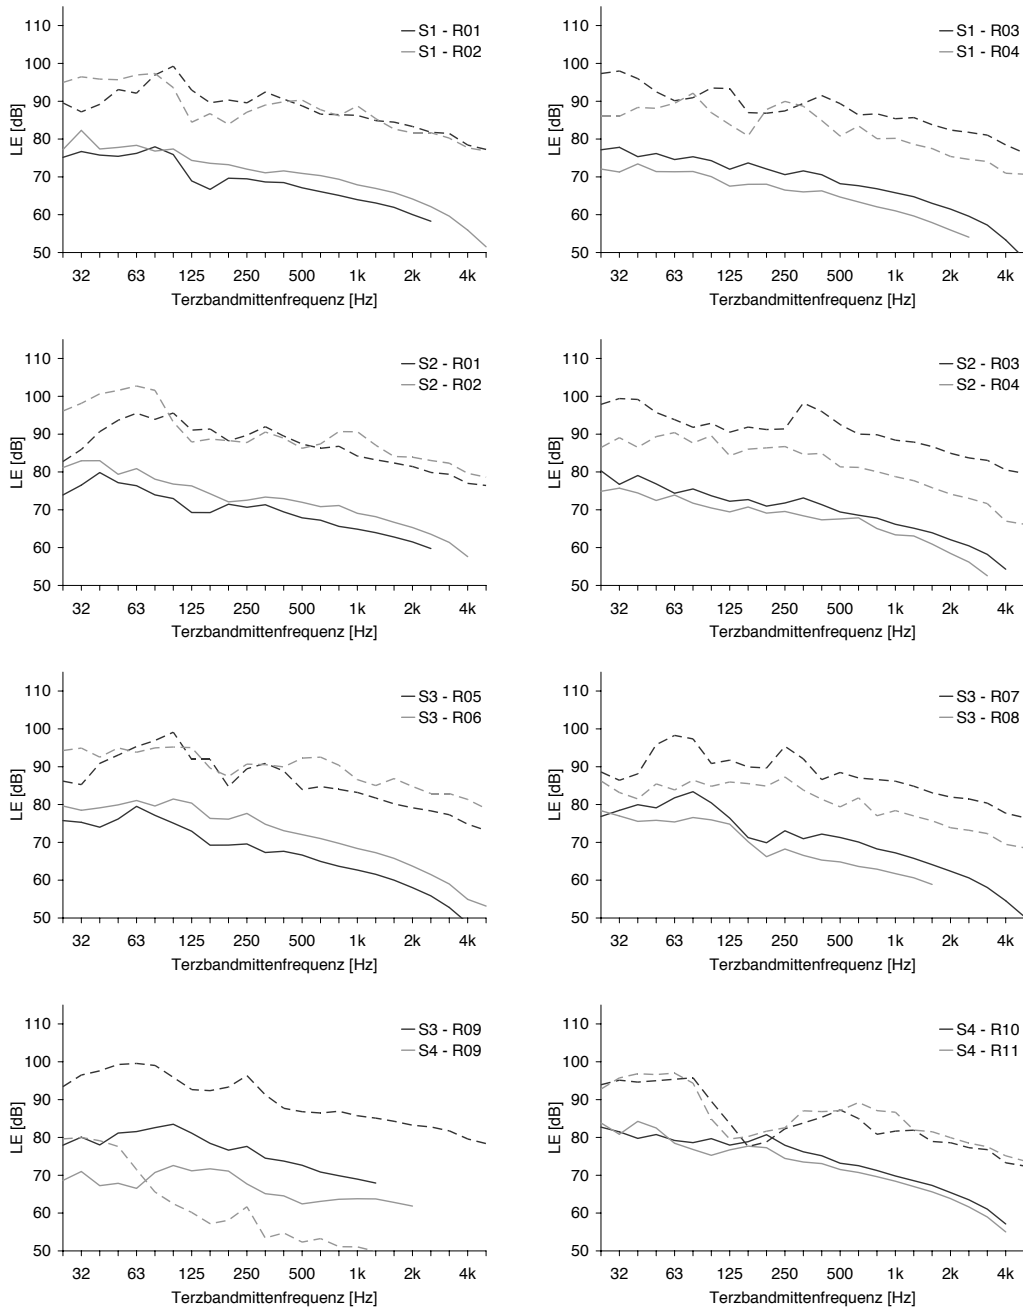 110
100
90
80
70
60
50
LE [dB]
S1 - R01
S1 - R02
32 63 125 250 500 1k 2k 4k
Terzbandmittenfrequenz [Hz]
110
100
90
80
70
60
50
LE [dB]
S1 - R03
S1 - R04
32 63 125 250 500 1k 2k 4k
Terzbandmittenfrequenz [Hz]
110
100
90
80
70
60
50
LE [dB]
S2 - R01
S2 - R02
32 63 125 250 500 1k 2k 4k
Terzbandmittenfrequenz [Hz]
110
100
90
80
70
60
50
LE [dB]
S2 - R03
S2 - R04
32 63 125 250 500 1k 2k 4k
Terzbandmittenfrequenz [Hz]
110
100
90
80
70
60
50
LE [dB]
S3 - R05
S3 - R06
32 63 125 250 500 1k 2k 4k
Terzbandmittenfrequenz [Hz]
110
100
90
80
70
60
50
LE [dB]
S3 - R07
S3 - R08
32 63 125 250 500 1k 2k 4k
Terzbandmittenfrequenz [Hz]
110
100
90
80
70
60
50
LE [dB]
S3 - R09
S4 - R09
32 63 125 250 500 1k 2k 4k
Terzbandmittenfrequenz [Hz]
110
100
90
80
70
60
50
LE [dB]
S4 - R10
S4 - R11
32 63 125 250 500 1k 2k 4k
Terzbandmittenfrequenz [Hz]